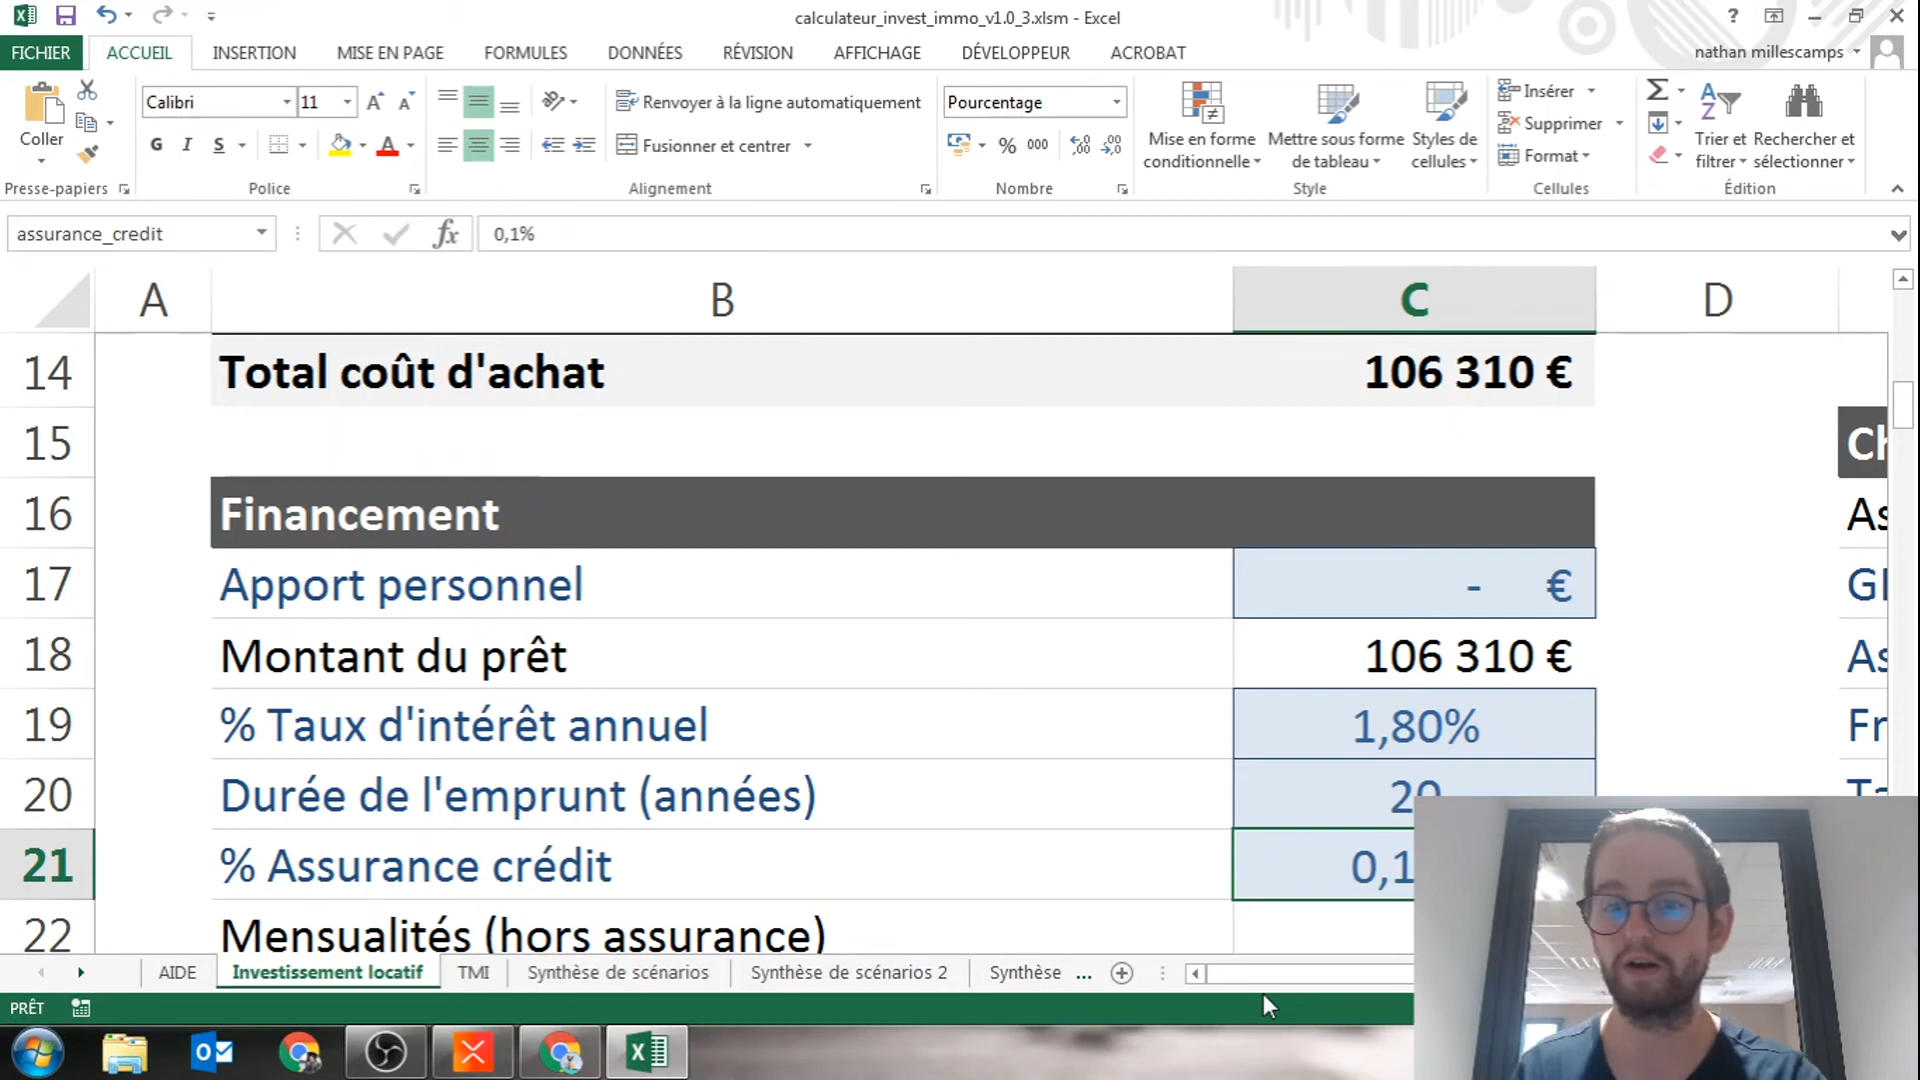 calculateur_invest_immo_v1.0_3.xlsm - Excel
FICHIER ACCUEIL INSERTION MISE EN PAGE FORMULES DONNÉES RÉVISION AFFICHAGE DÉVELOPPEUR ACROBAT nathan millescamps
Coller
Presse-papiers
Calibri 11
G I S
Police
Renvoyer à la ligne automatiquement
Fusionner et centrer
Alignement
Pourcentage
% 000
Nombre
Mise en forme conditionnelle
Mettre sous forme de tableau
Styles de cellules
Style
Insérer
Supprimer
Format
Cellules
Trier et filtrer
Rechercher et sélectionner
Édition
assurance_credit fx 0,1%
A B C D
14 Total coût d'achat 106 310 €
15
16 Financement
17 Apport personnel - €
18 Montant du prêt 106 310 €
19 % Taux d'intérêt annuel 1,80%
20 Durée de l'emprunt (années) 20
21 % Assurance crédit 0,1
22 Mensualités (hors assurance)
AIDE Investissement locatif TMI Synthèse de scénarios Synthèse de scénarios 2 Synthèse ...
PRÊT